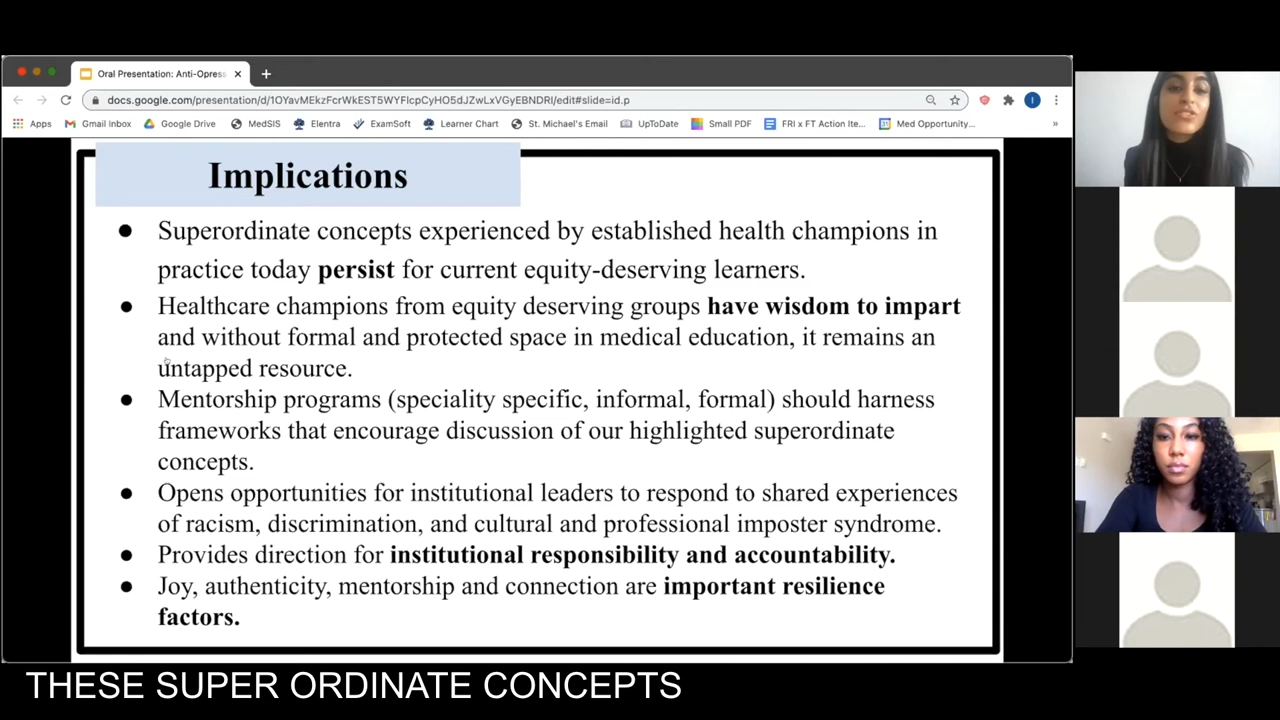 Oral Presentation: Anti-Opress
docs.google.com/presentation/d/1OYavMEkzFcrWkEST5WYFIcpCyHO5dJZwLxVGyEBNDRI/edit#slide=id.p
Apps Gmail Inbox Google Drive MedSIS Elentra ExamSoft Learner Chart St. Michael's Email UpToDate Small PDF FRI x FT Action Ite... Med Opportunity... »
Implications
● Superordinate concepts experienced by established health champions in
practice today persist for current equity-deserving learners.
● Healthcare champions from equity deserving groups have wisdom to impart
and without formal and protected space in medical education, it remains an
untapped resource.
● Mentorship programs (speciality specific, informal, formal) should harness
frameworks that encourage discussion of our highlighted superordinate
concepts.
● Opens opportunities for institutional leaders to respond to shared experiences
of racism, discrimination, and cultural and professional imposter syndrome.
● Provides direction for institutional responsibility and accountability.
● Joy, authenticity, mentorship and connection are important resilience
factors.
THESE SUPER ORDINATE CONCEPTS